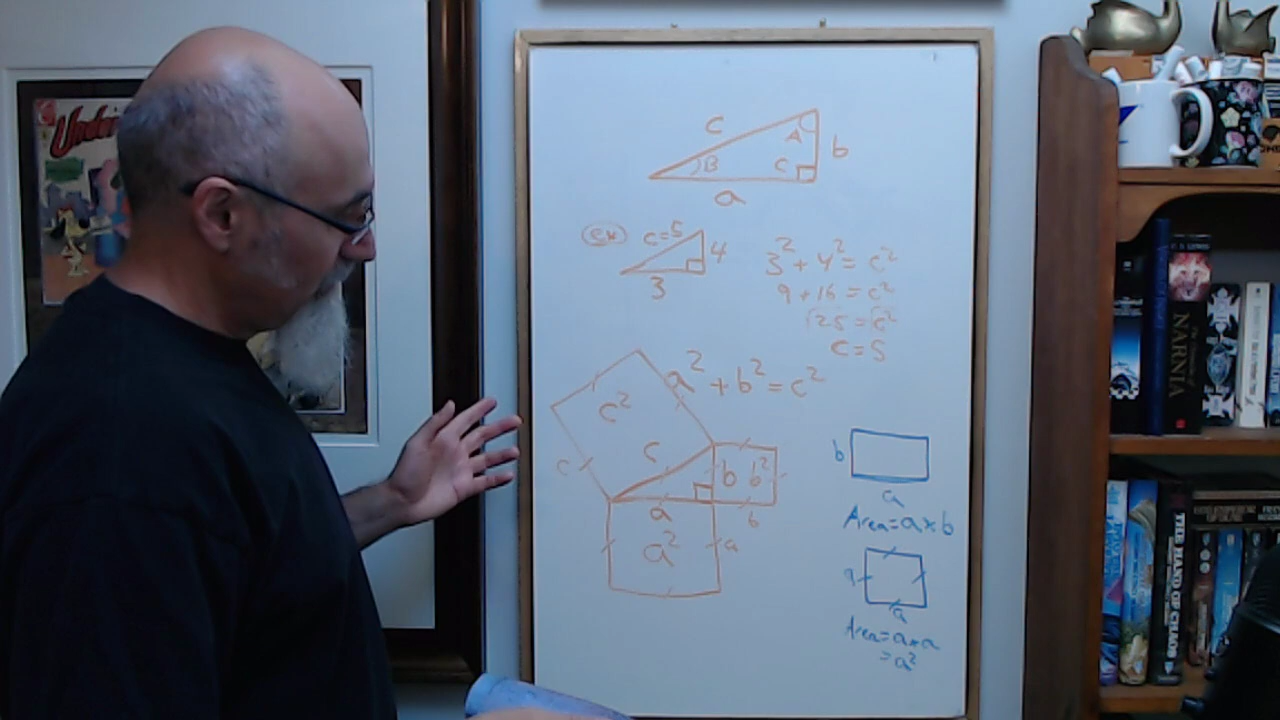 Under
c
A
B
C
b
a
ex
c=5
4
3
3² + 4² = c²
9 + 16 = c²
25 = c²
c = 5
a² + b² = c²
c²
c
c
b
b²
a
b
a²
a
b
a
Area = a × b
a
a
Area = a × a
= a²
NARNIA
THE HAND OF CHAOS